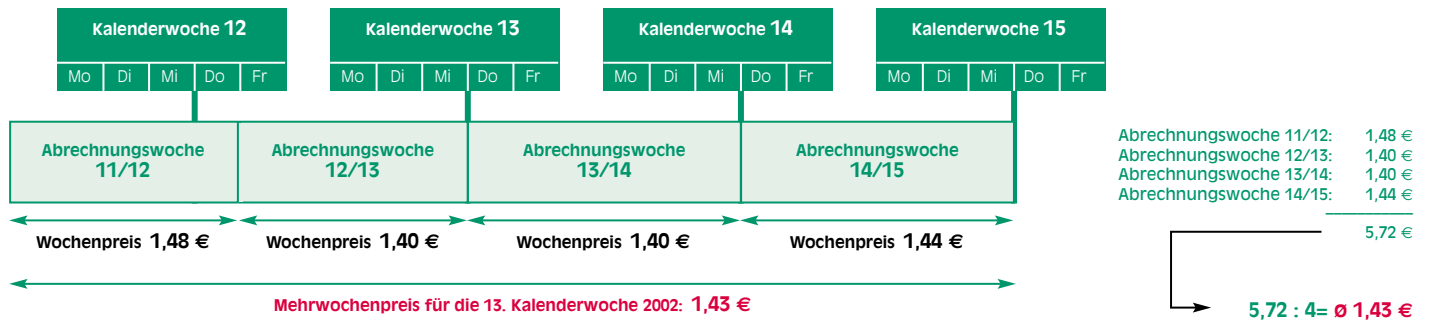 Kalenderwoche 12
Kalenderwoche 13
Kalenderwoche 14
Kalenderwoche 15
Mo Di Mi Do Fr
Mo Di Mi Do Fr
Mo Di Mi Do Fr
Mo Di Mi Do Fr
Abrechnungswoche
11/12
Abrechnungswoche
12/13
Abrechnungswoche
13/14
Abrechnungswoche
14/15
Wochenpreis 1,48 €
Wochenpreis 1,40 €
Wochenpreis 1,40 €
Wochenpreis 1,44 €
Mehrwochenpreis für die 13. Kalenderwoche 2002: 1,43 €
Abrechnungswoche 11/12: 1,48 €
Abrechnungswoche 12/13: 1,40 €
Abrechnungswoche 13/14: 1,40 €
Abrechnungswoche 14/15: 1,44 €
5,72 €
5,72 : 4= ø 1,43 €